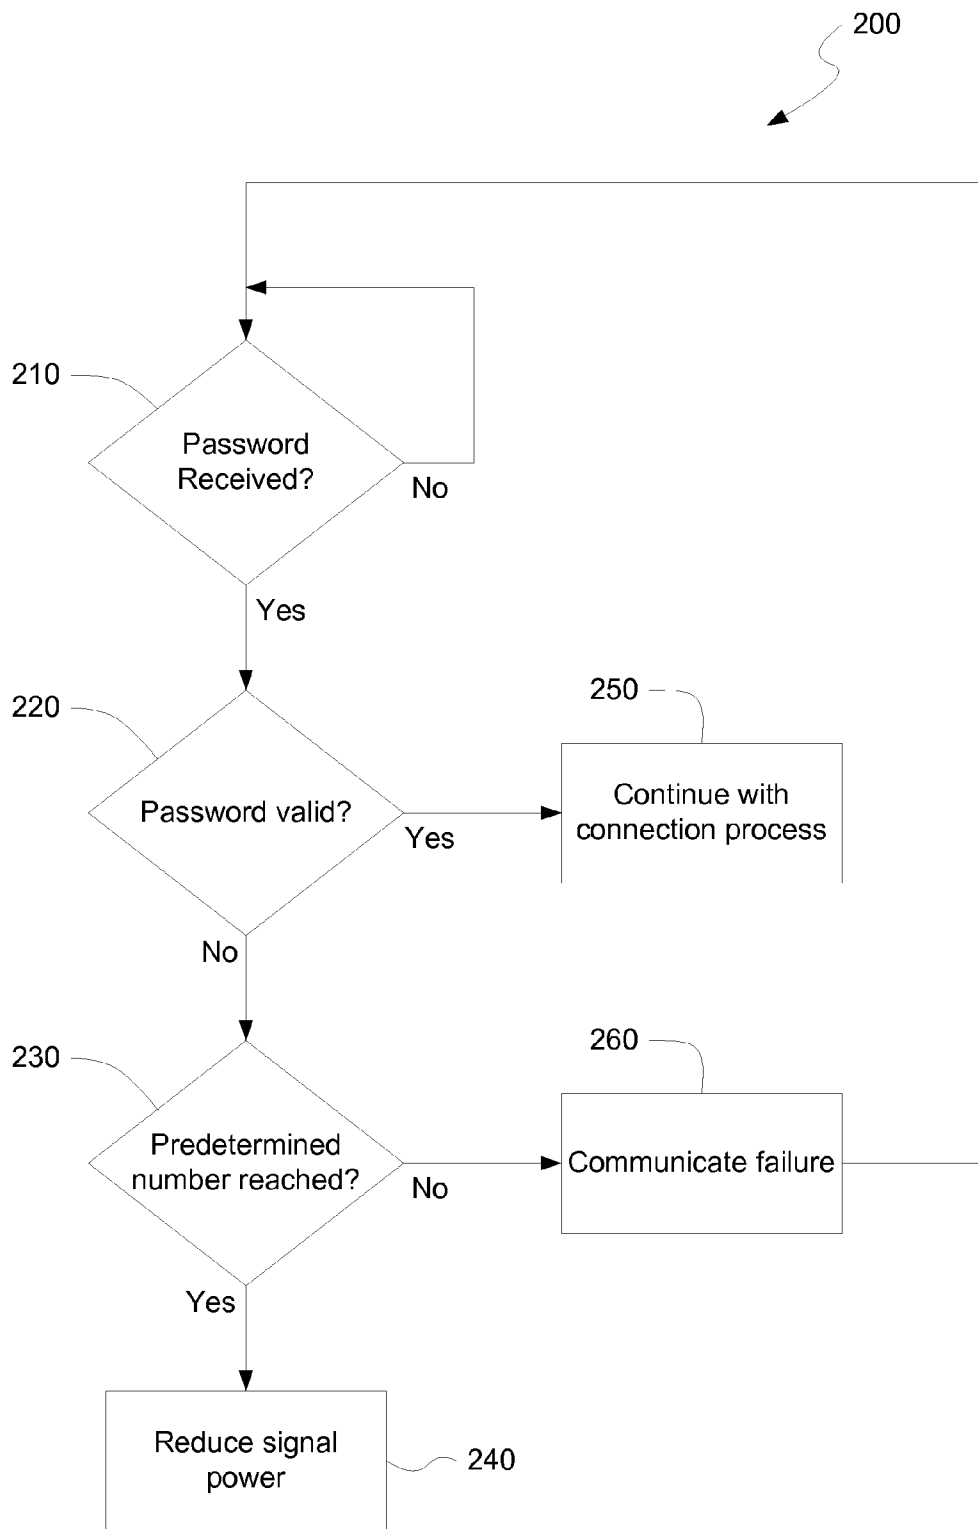 200
210
Password
Received?
No
Yes
220
Password valid?
Yes
250
Continue with
connection process
No
230
Predetermined
number reached?
No
260
Communicate failure
Yes
Reduce signal
power
240